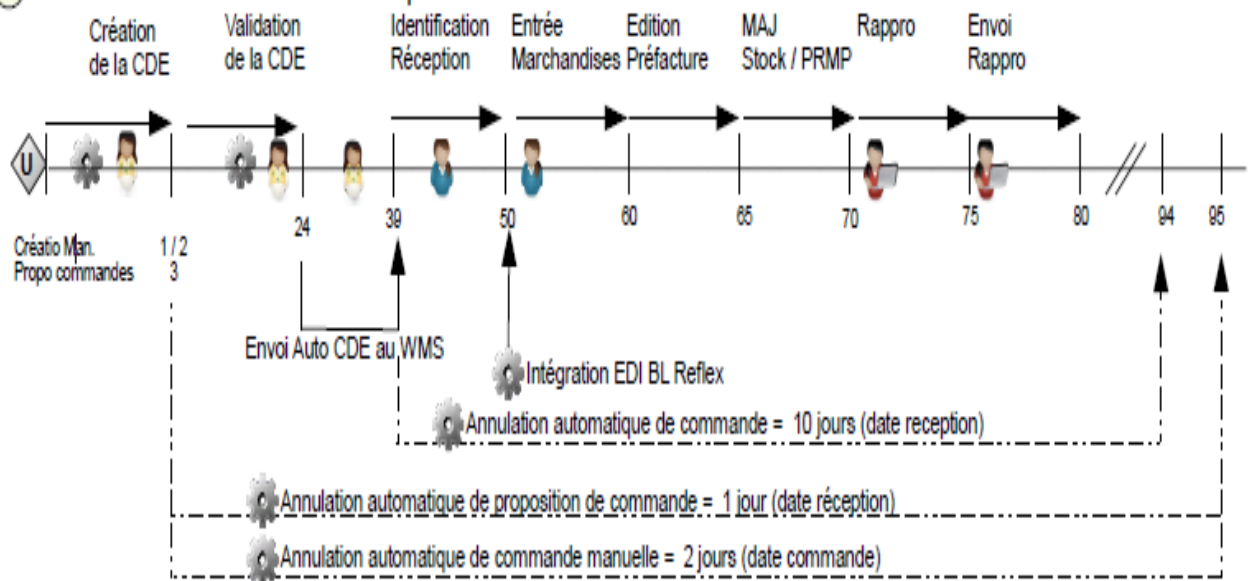 Création
de la CDE
Validation
de la CDE
Identification
Réception
Entrée
Marchandises
Edition
Préfacture
MAJ
Stock / PRMP
Rappro
Envoi
Rappro
U
24
39
50
60
65
70
75
80
94
95
Créatio Man. 1 / 2
Propo commandes 3
Envoi Auto CDE au WMS
Intégration EDI BL Reflex
Annulation automatique de commande = 10 jours (date reception)
Annulation automatique de proposition de commande = 1 jour (date réception)
Annulation automatique de commande manuelle = 2 jours (date commande)